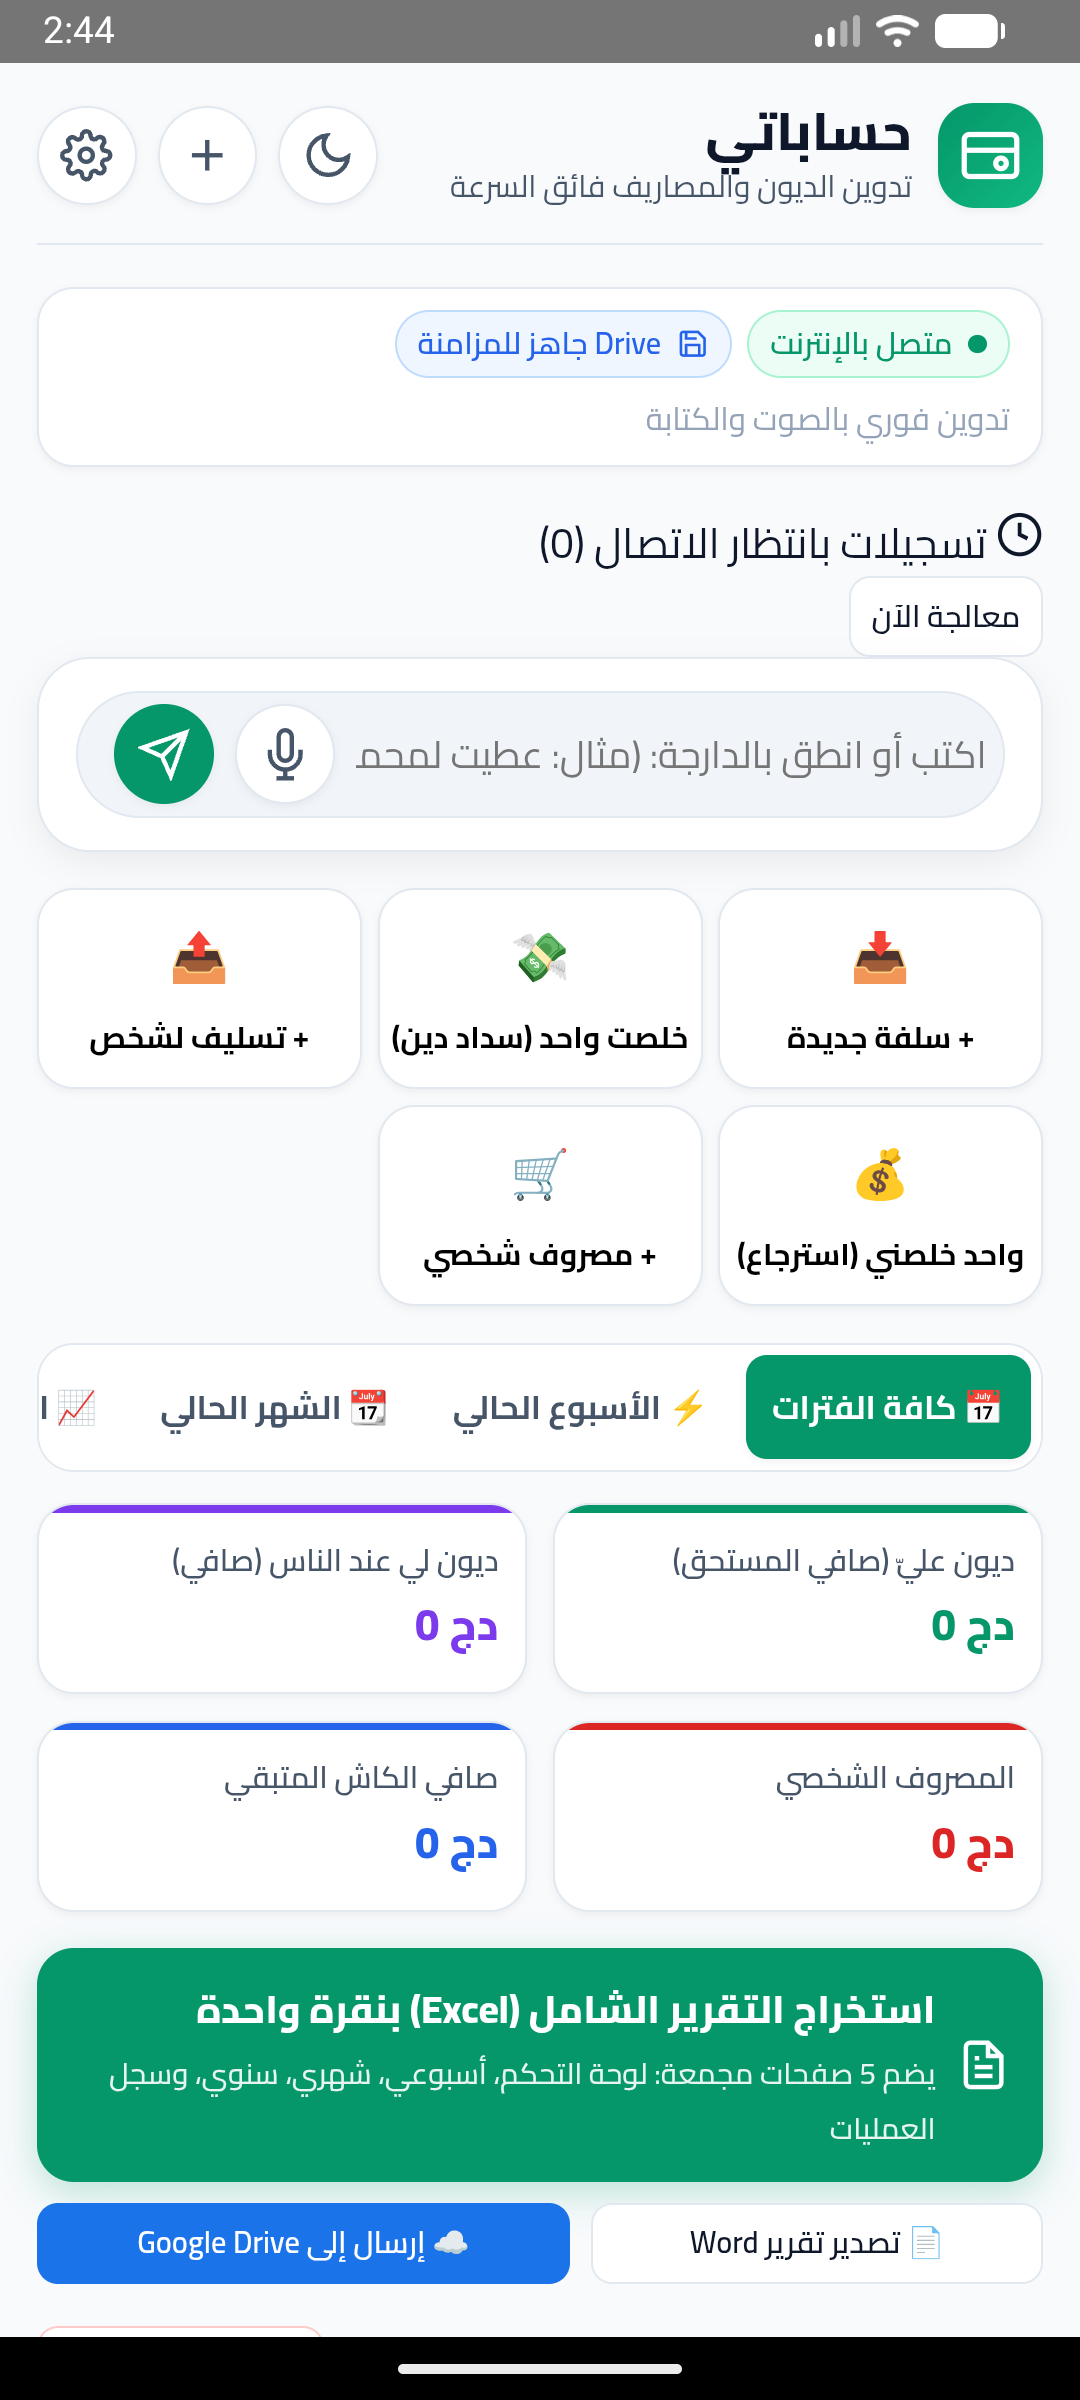 2:44
حساباتي
تدوين الديون والمصاريف فائق السرعة
متصل بالإنترنت
Drive جاهز للمزامنة
تدوين فوري بالصوت والكتابة
تسجيلات بانتظار الاتصال (0)
معالجة الآن
اكتب أو انطق بالدارجة: (مثال: عطيت لمحمـ
+ سلفة جديدة
خلصت واحد (سداد دين)
+ تسليف لشخص
واحد خلصني (استرجاع)
+ مصروف شخصي
📅 كافة الفترات
⚡ الأسبوع الحالي
📆 الشهر الحالي
📈 ا
ديون عليّ (صافي المستحق)
دج 0
ديون لي عند الناس (صافي)
دج 0
المصروف الشخصي
دج 0
صافي الكاش المتبقي
دج 0
استخراج التقرير الشامل (Excel) بنقرة واحدة
يضم 5 صفحات مجمعة: لوحة التحكم، أسبوعي، شهري، سنوي، وسجل
العمليات
📄 تصدير تقرير Word
☁️ إرسال إلى Google Drive